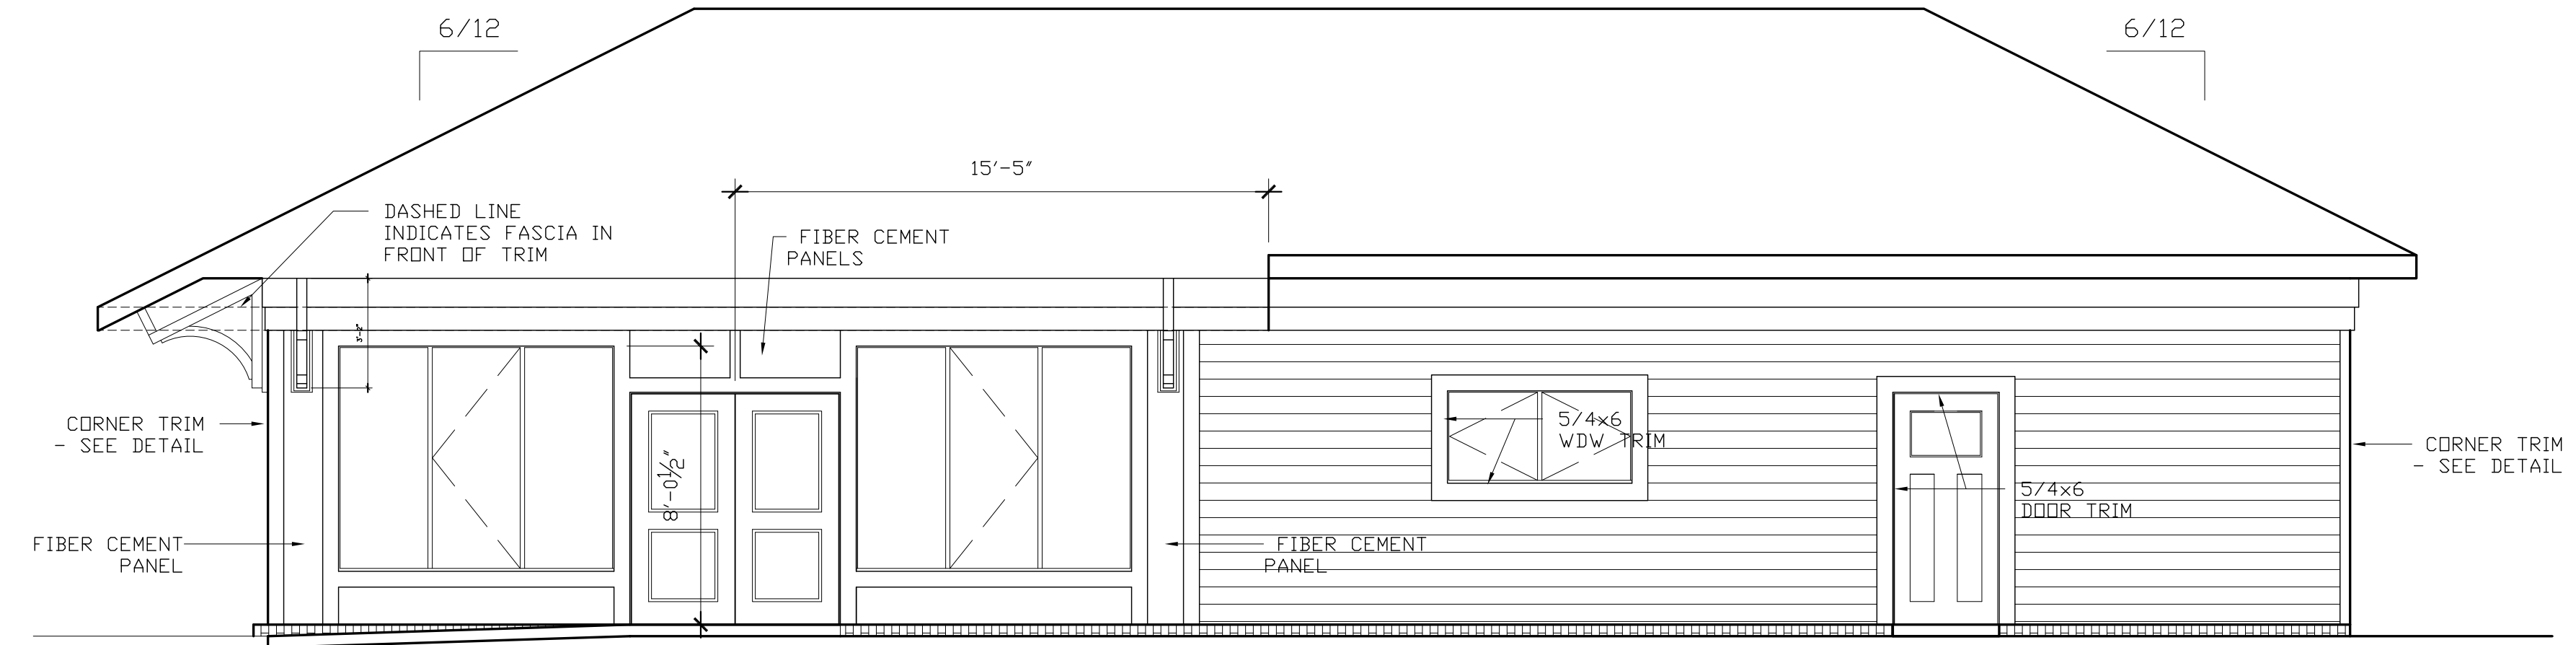 6/12
6/12
15'-5"
DASHED LINE
INDICATES FASCIA IN
FRONT OF TRIM
FIBER CEMENT
PANELS
3'-2"
CORNER TRIM
- SEE DETAIL
8'-0½"
5/4x6
WDW TRIM
CORNER TRIM
- SEE DETAIL
5/4x6
DOOR TRIM
FIBER CEMENT
PANEL
FIBER CEMENT
PANEL